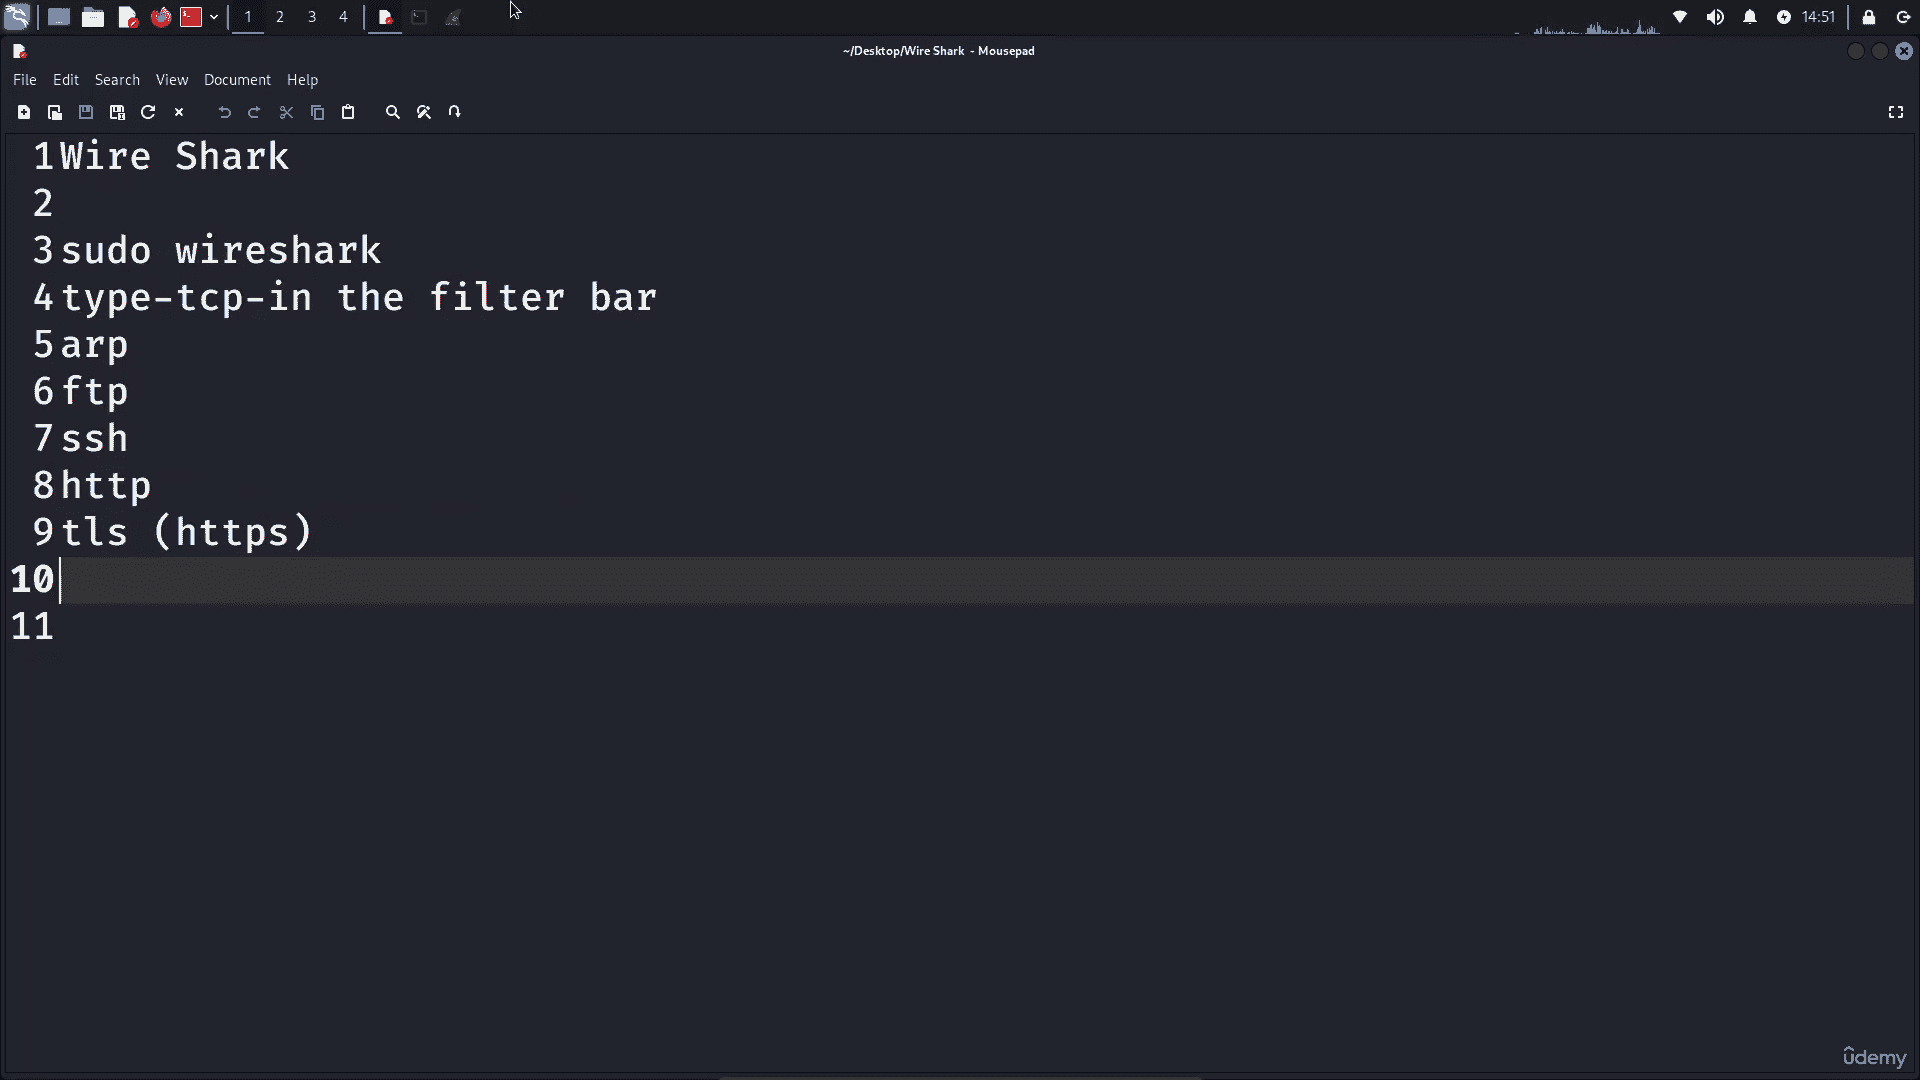 1 2 3 4 14:51
~/Desktop/Wire Shark - Mousepad
File Edit Search View Document Help
1 Wire Shark
2
3 sudo wireshark
4 type-tcp-in the filter bar
5 arp
6 ftp
7 ssh
8 http
9 tls (https)
10
11
ûdemy